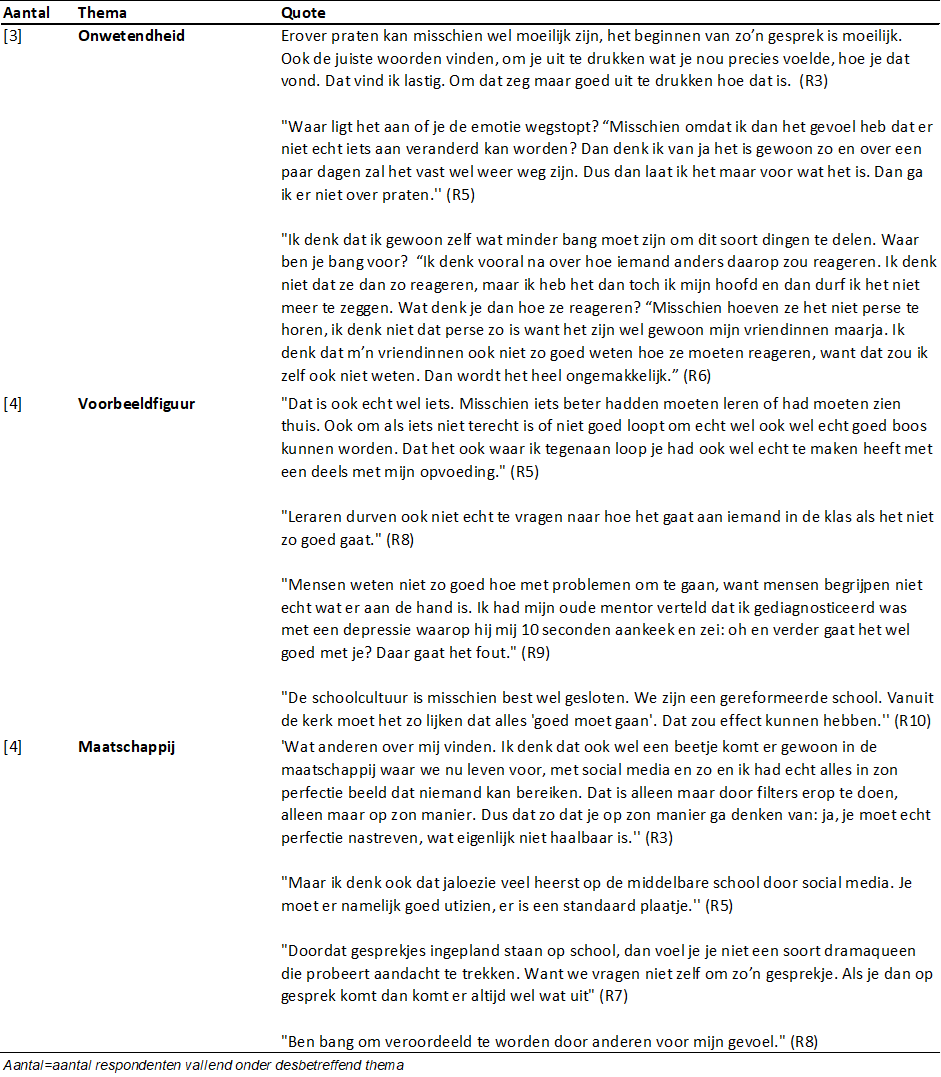 Aantal Thema Quote
[3] Onwetendheid Erover praten kan misschien wel moeilijk zijn, het beginnen van zo’n gesprek is moeilijk.
Ook de juiste woorden vinden, om je uit te drukken wat je nou precies voelde, hoe je dat
vond. Dat vind ik lastig. Om dat zeg maar goed uit te drukken hoe dat is. (R3)
"Waar ligt het aan of je de emotie wegstopt? “Misschien omdat ik dan het gevoel heb dat er
niet echt iets aan veranderd kan worden? Dan denk ik van ja het is gewoon zo en over een
paar dagen zal het vast wel weer weg zijn. Dus dan laat ik het maar voor wat het is. Dan ga
ik er niet over praten.'' (R5)
"Ik denk dat ik gewoon zelf wat minder bang moet zijn om dit soort dingen te delen. Waar
ben je bang voor? “Ik denk vooral na over hoe iemand anders daarop zou reageren. Ik denk
niet dat ze dan zo reageren, maar ik heb het dan toch ik mijn hoofd en dan durf ik het niet
meer te zeggen. Wat denk je dan hoe ze reageren? “Misschien hoeven ze het niet perse te
horen, ik denk niet dat perse zo is want het zijn wel gewoon mijn vriendinnen maarja. Ik
denk dat m’n vriendinnen ook niet zo goed weten hoe ze moeten reageren, want dat zou ik
zelf ook niet weten. Dan wordt het heel ongemakkelijk.” (R6)
[4] Voorbeeldfiguur "Dat is ook echt wel iets. Misschien iets beter hadden moeten leren of had moeten zien
thuis. Ook om als iets niet terecht is of niet goed loopt om echt wel ook wel echt goed boos
kunnen worden. Dat het ook waar ik tegenaan loop je had ook wel echt te maken heeft met
een deels met mijn opvoeding." (R5)
"Leraren durven ook niet echt te vragen naar hoe het gaat aan iemand in de klas als het niet
zo goed gaat." (R8)
"Mensen weten niet zo goed hoe met problemen om te gaan, want mensen begrijpen niet
echt wat er aan de hand is. Ik had mijn oude mentor verteld dat ik gediagnosticeerd was
met een depressie waarop hij mij 10 seconden aankeek en zei: oh en verder gaat het wel
goed met je? Daar gaat het fout." (R9)
"De schoolcultuur is misschien best wel gesloten. We zijn een gereformeerde school. Vanuit
de kerk moet het zo lijken dat alles 'goed moet gaan'. Dat zou effect kunnen hebben.'' (R10)
[4] Maatschappij 'Wat anderen over mij vinden. Ik denk dat ook wel een beetje komt er gewoon in de
maatschappij waar we nu leven voor, met social media en zo en ik had echt alles in zon
perfectie beeld dat niemand kan bereiken. Dat is alleen maar door filters erop te doen,
alleen maar op zon manier. Dus dat zo dat je op zon manier ga denken van: ja, je moet echt
perfectie nastreven, wat eigenlijk niet haalbaar is.'' (R3)
"Maar ik denk ook dat jaloezie veel heerst op de middelbare school door social media. Je
moet er namelijk goed utizien, er is een standaard plaatje.'' (R5)
"Doordat gesprekjes ingepland staan op school, dan voel je je niet een soort dramaqueen
die probeert aandacht te trekken. Want we vragen niet zelf om zo’n gesprekje. Als je dan op
gesprek komt dan komt er altijd wel wat uit" (R7)
"Ben bang om veroordeeld te worden door anderen voor mijn gevoel." (R8)
Aantal=aantal respondenten vallend onder desbetreffend thema